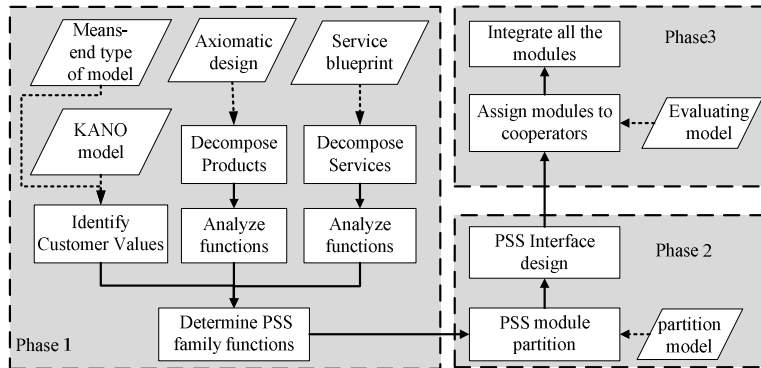 Means-
end type
of model
Axiomatic
design
Service
blueprint
KANO
model
Decompose
Products
Decompose
Services
Identify
Customer Values
Analyze
functions
Analyze
functions
Determine PSS
family functions
Phase 1
Integrate all the
modules
Phase3
Assign modules to
cooperators
Evaluating
model
PSS Interface
design
Phase 2
PSS module
partition
partition
model